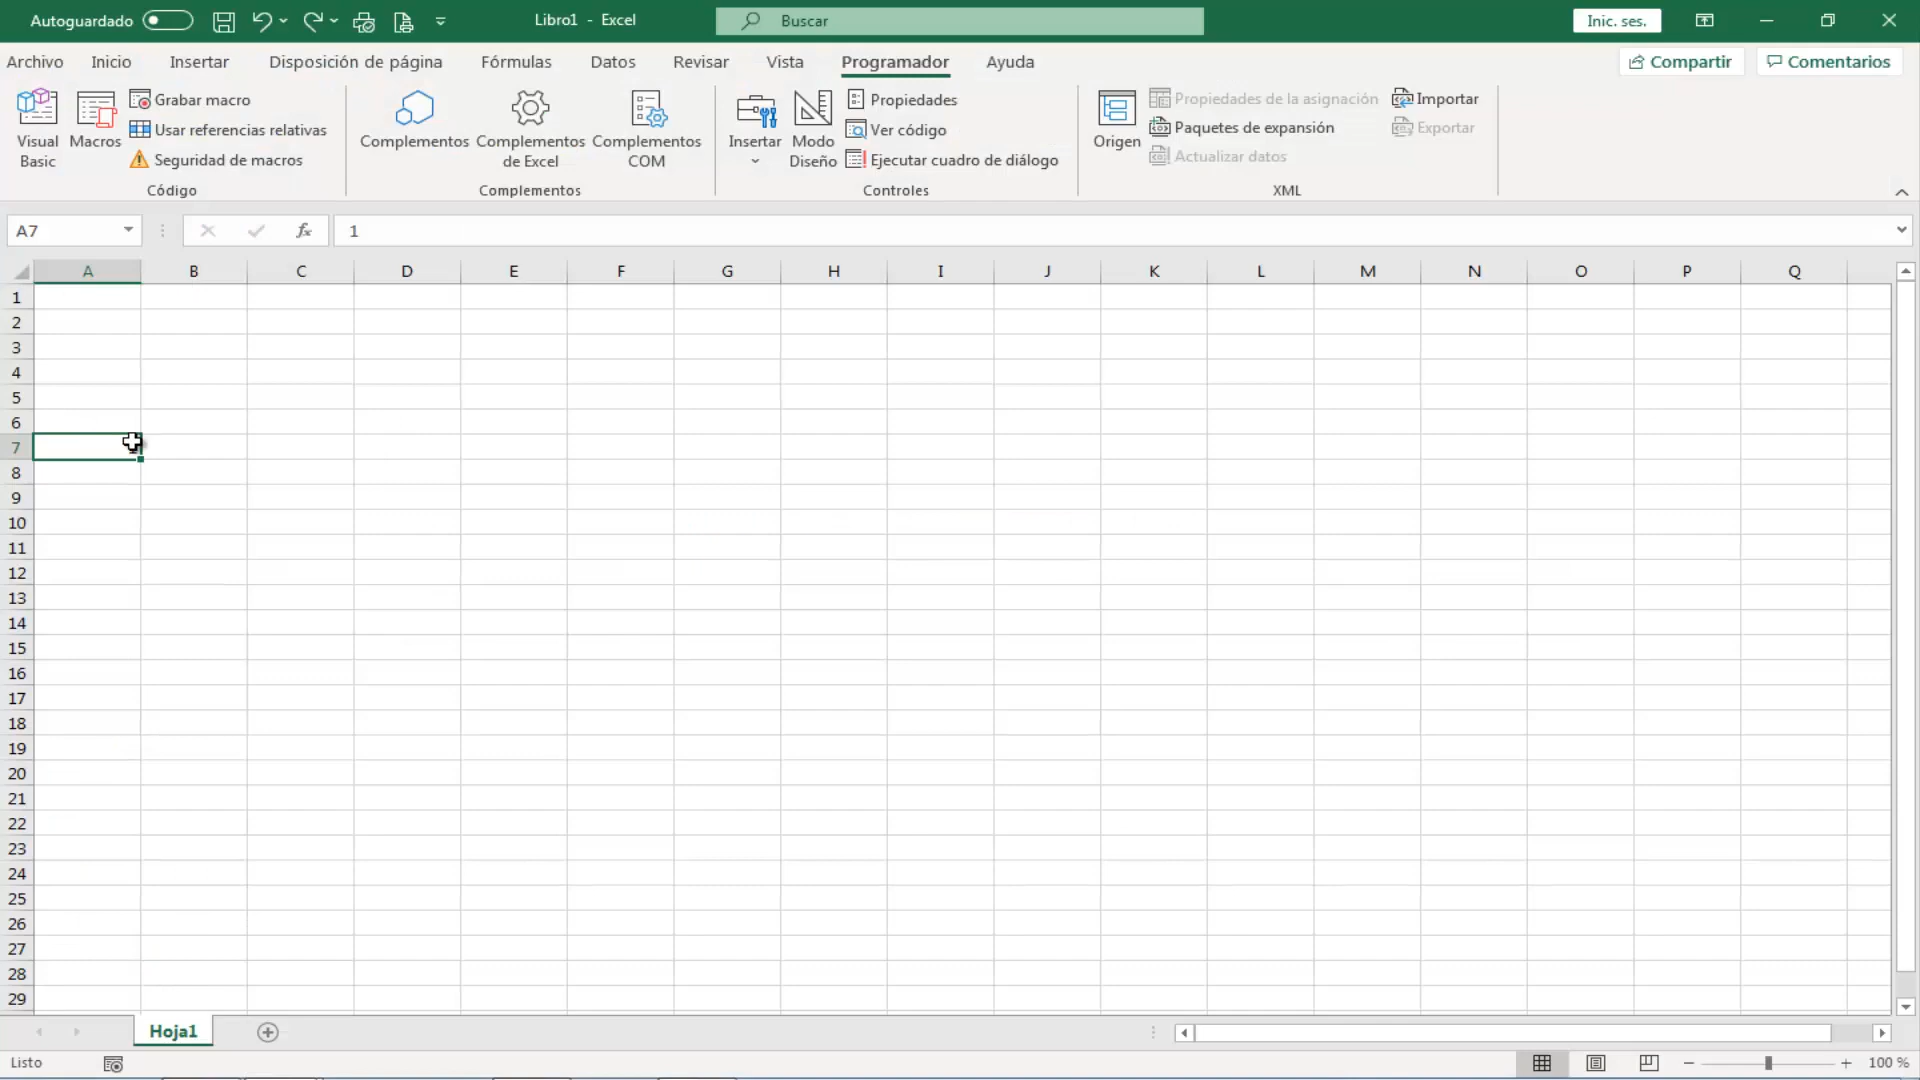 Autoguardado
Libro1 - Excel
Buscar
Inic. ses.
Archivo Inicio Insertar Disposición de página Fórmulas Datos Revisar Vista Programador Ayuda
Compartir Comentarios
Visual Basic
Macros
Grabar macro
Usar referencias relativas
Seguridad de macros
Código
Complementos
Complementos de Excel
Complementos COM
Complementos
Insertar
Modo Diseño
Propiedades
Ver código
Ejecutar cuadro de diálogo
Controles
Origen
Propiedades de la asignación
Paquetes de expansión
Actualizar datos
Importar
Exportar
XML
A7
fx
1
A B C D E F G H I J K L M N O P Q
1
2
3
4
5
6
7
8
9
10
11
12
13
14
15
16
17
18
19
20
21
22
23
24
25
26
27
28
29
Hoja1
Listo
100 %